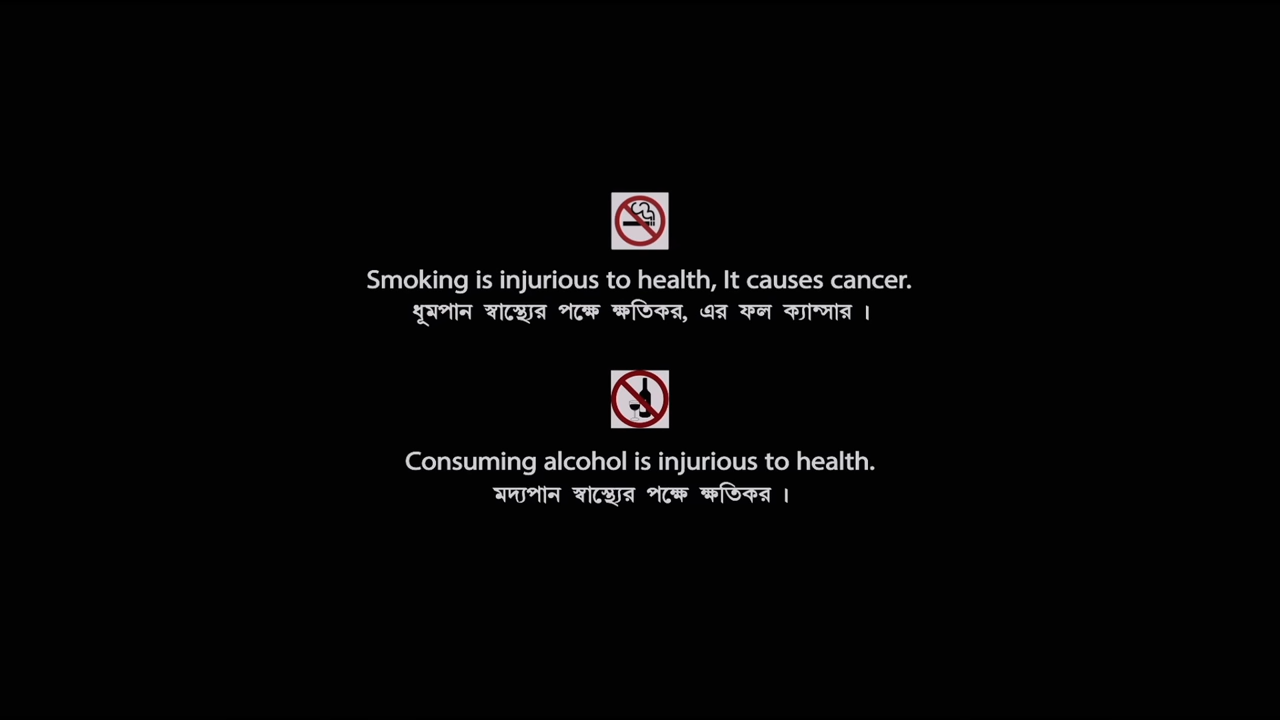 Smoking is injurious to health, It causes cancer.
ধূমপান স্বাস্থ্যের পক্ষে ক্ষতিকর, এর ফল ক্যান্সার ।
Consuming alcohol is injurious to health.
মদ্যপান স্বাস্থ্যের পক্ষে ক্ষতিকর ।